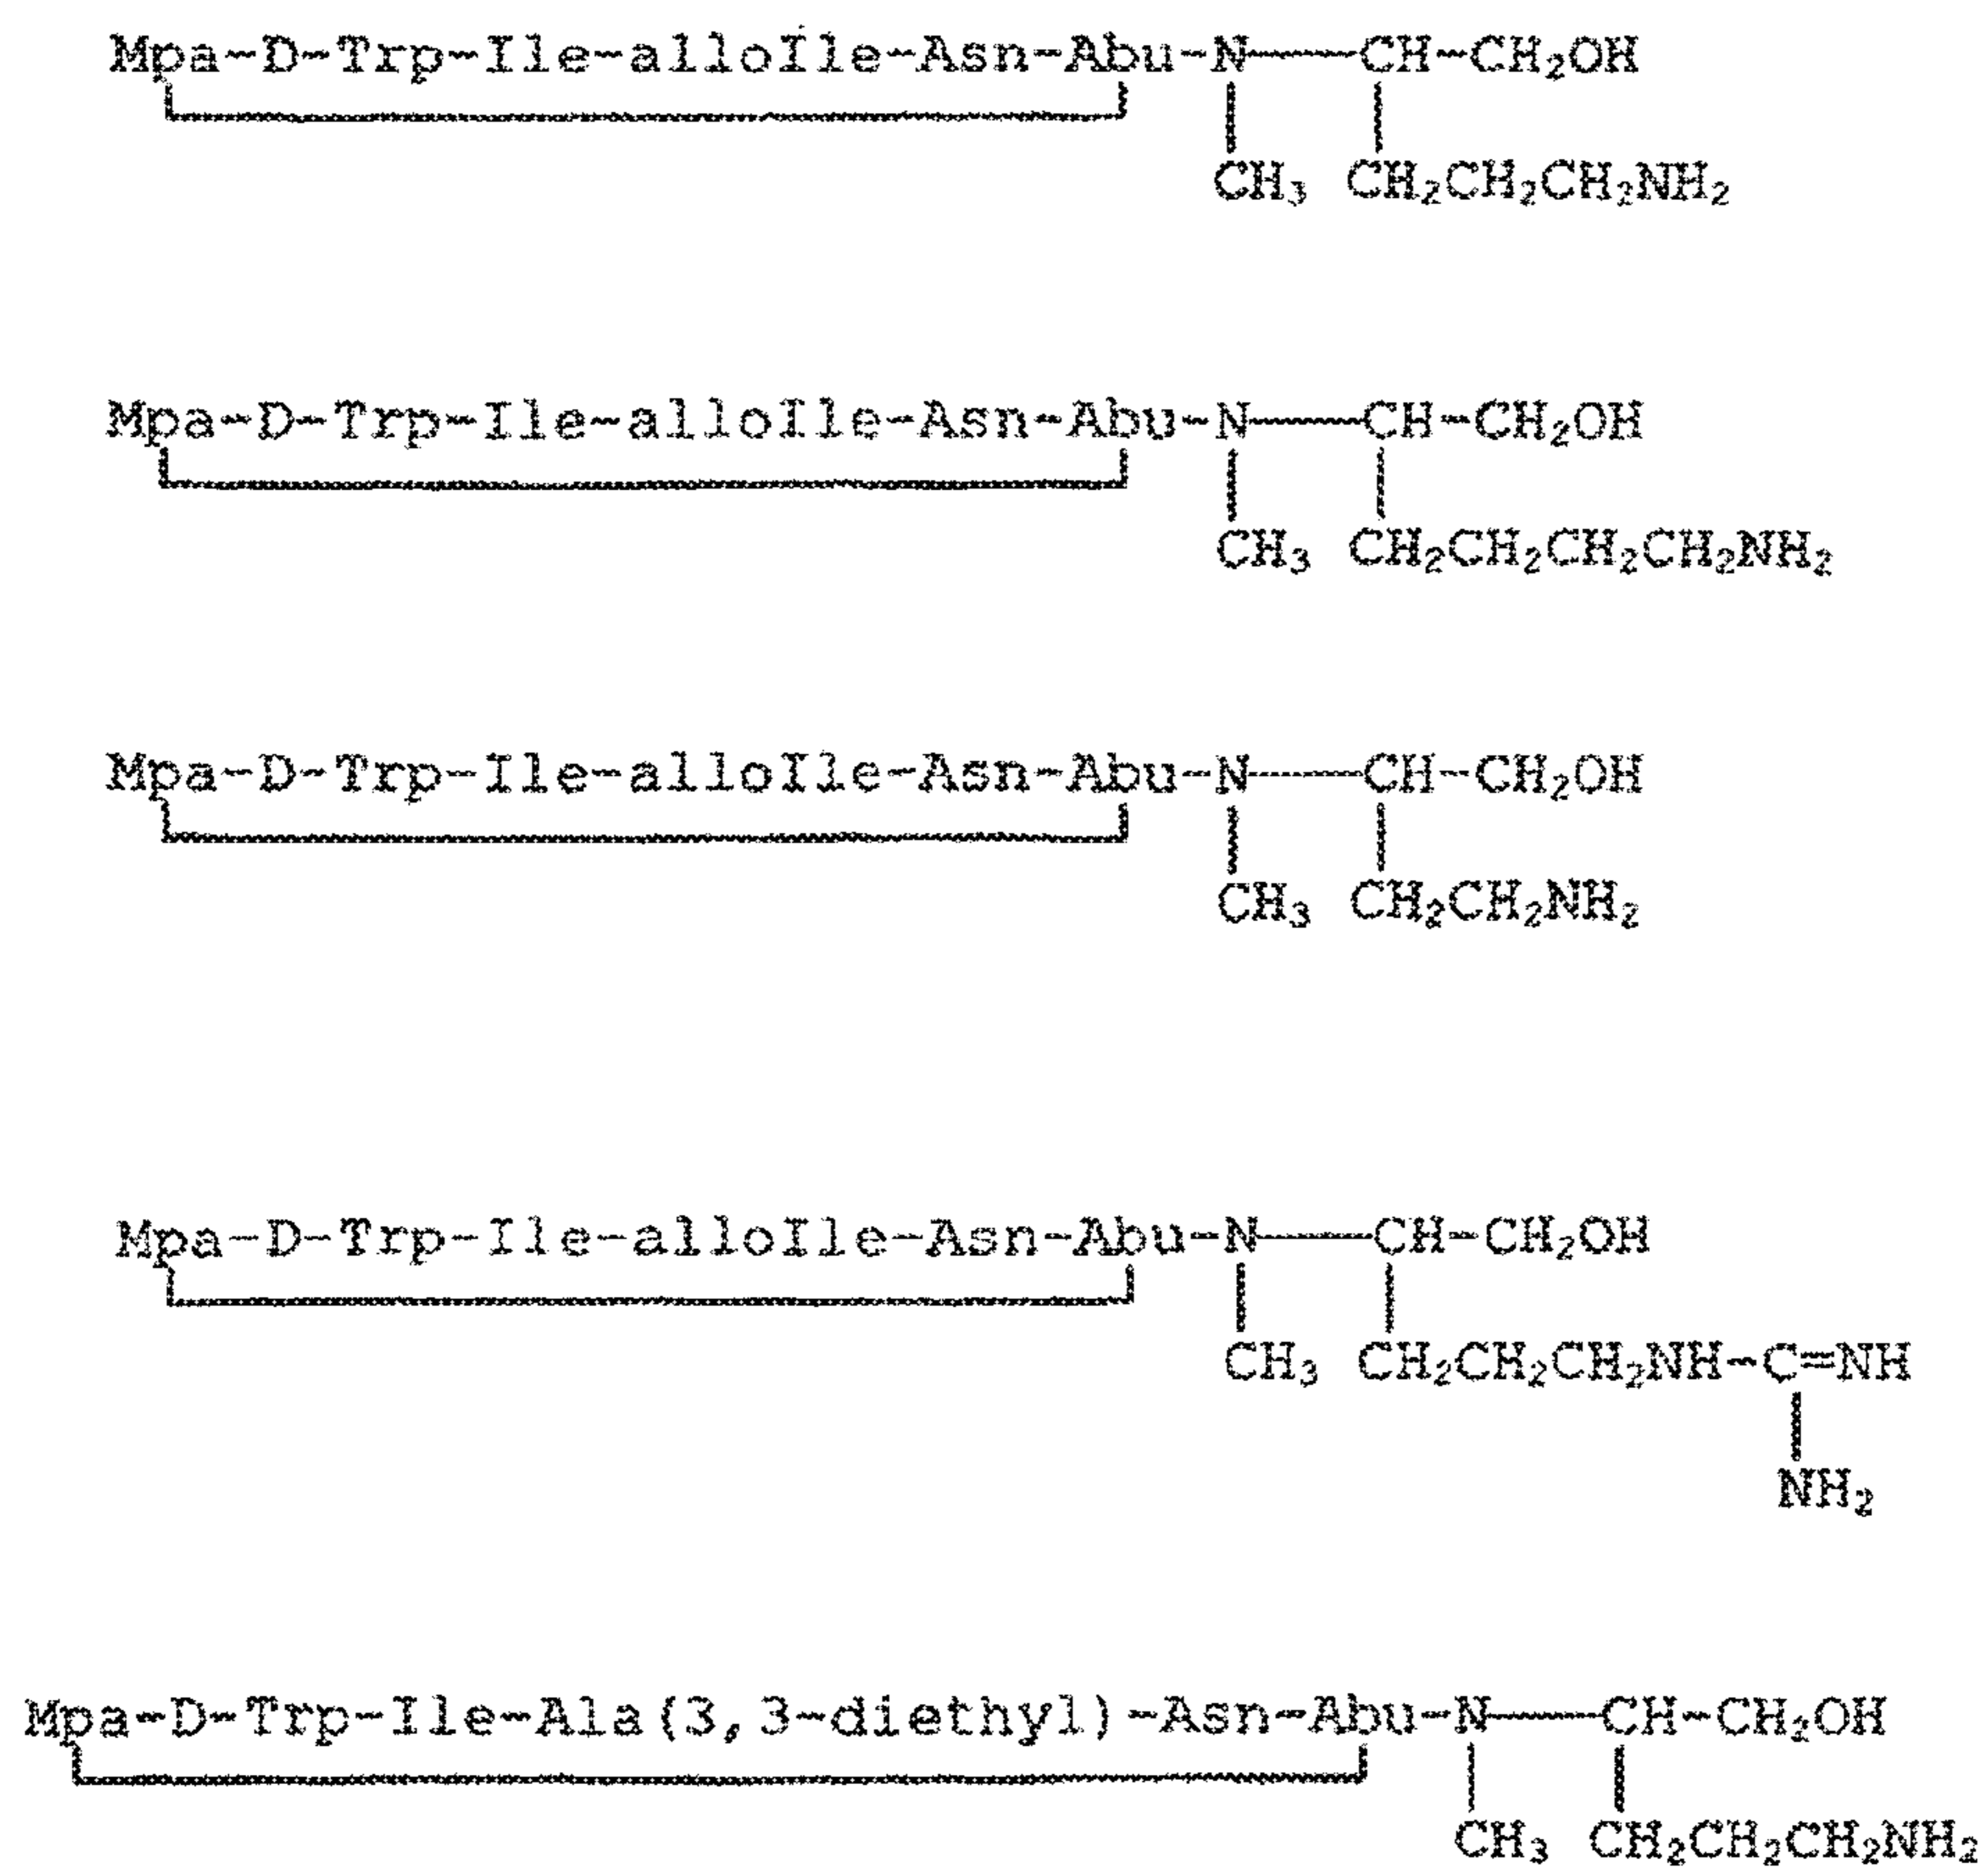 Mpa-D-Trp-Ile-alloIle-Asn-Abu-N—CH-CH₂OH
CH₃ CH₂CH₂CH₂NH₂
Mpa-D-Trp-Ile-alloIle-Asn-Abu-N—CH-CH₂OH
CH₃ CH₂CH₂CH₂CH₂NH₂
Mpa-D-Trp-Ile-alloIle-Asn-Abu-N—CH-CH₂OH
CH₃ CH₂CH₂NH₂
Mpa-D-Trp-Ile-alloIle-Asn-Abu-N—CH-CH₂OH
CH₃ CH₂CH₂CH₂NH-C=NH
NH₂
Mpa-D-Trp-Ile-Ala(3,3-diethyl)-Asn-Abu-N—CH-CH₂OH
CH₃ CH₂CH₂CH₂NH₂